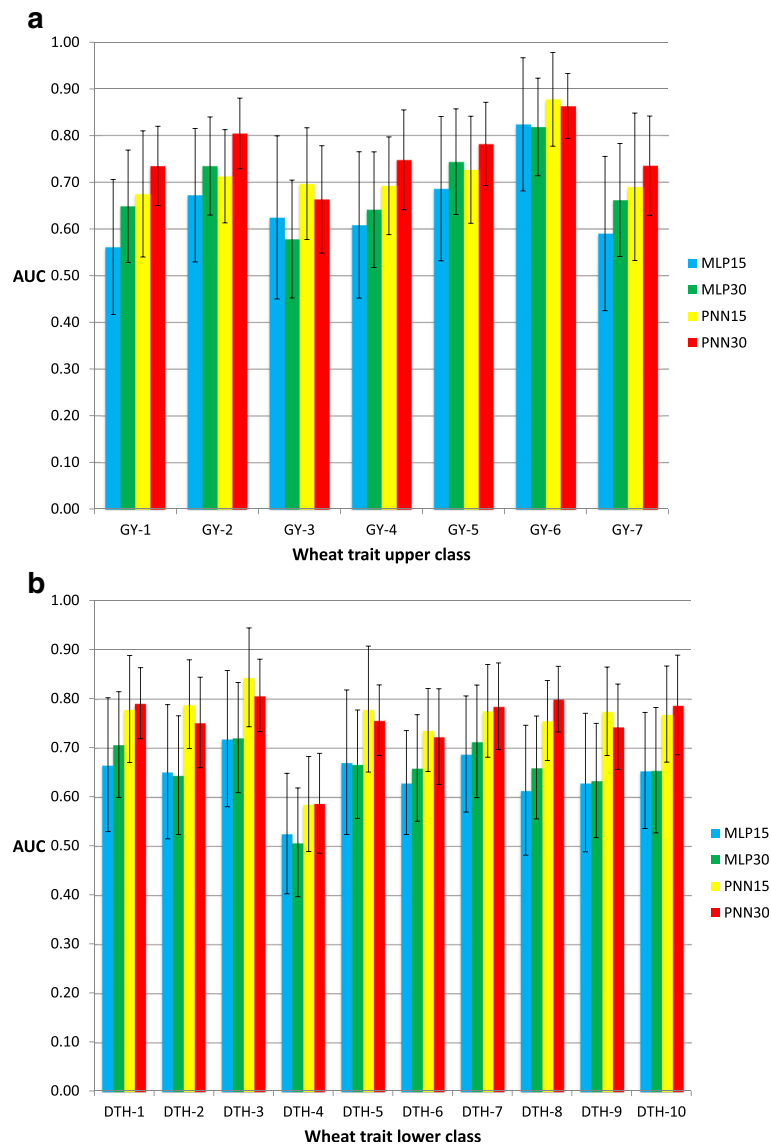 a
1.00
0.90
0.80
0.70
0.60
0.50
0.40
0.30
0.20
0.10
0.00
AUC
GY-1 GY-2 GY-3 GY-4 GY-5 GY-6 GY-7
Wheat trait upper class
MLP15
MLP30
PNN15
PNN30
b
1.00
0.90
0.80
0.70
0.60
0.50
0.40
0.30
0.20
0.10
0.00
AUC
DTH-1 DTH-2 DTH-3 DTH-4 DTH-5 DTH-6 DTH-7 DTH-8 DTH-9 DTH-10
Wheat trait lower class
MLP15
MLP30
PNN15
PNN30